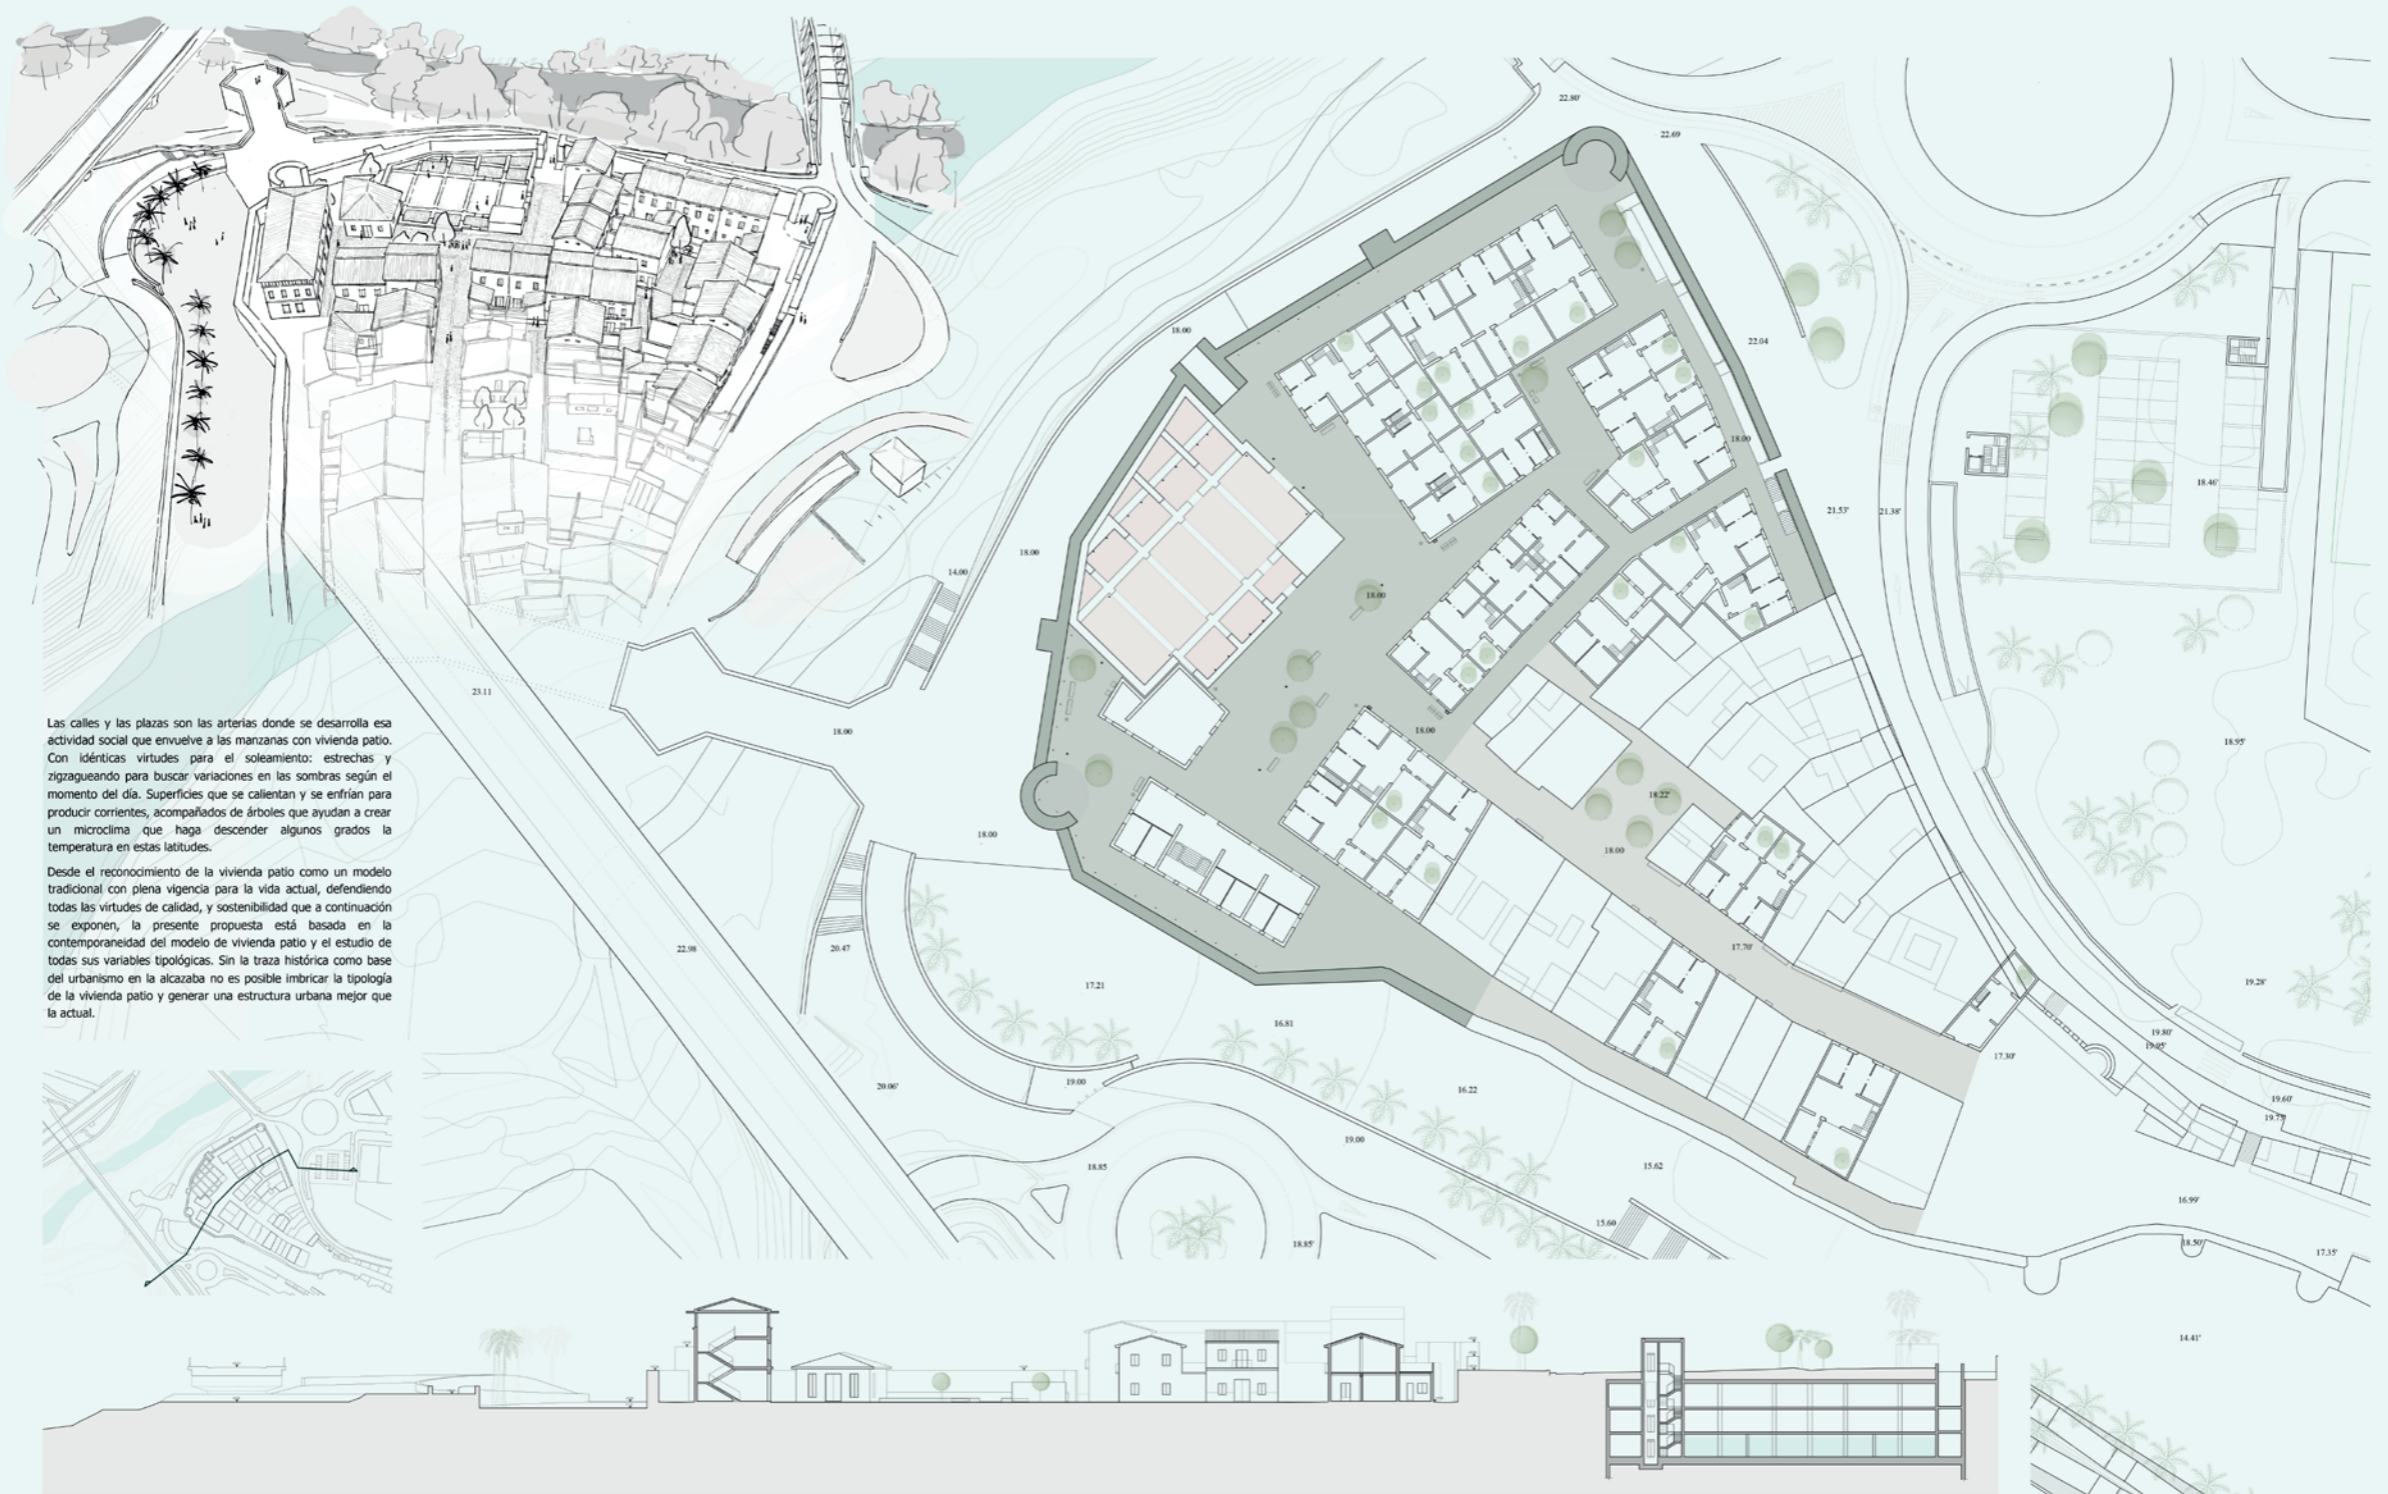 22.80'
22.69
18.00
22.04
18.00
18.46'
21.53'
21.38'
18.00
14.00
18.00
23.11
Las calles y las plazas son las arterias donde se desarrolla esa
actividad social que envuelve a las manzanas con vivienda patio.
Con idénticas virtudes para el soleamiento: estrechas y
zigzagueando para buscar variaciones en las sombras según el
momento del día. Superficies que se calientan y se enfrían para
producir corrientes, acompañados de árboles que ayudan a crear
un microclima que haga descender algunos grados la
temperatura en estas latitudes.
Desde el reconocimiento de la vivienda patio como un modelo
tradicional con plena vigencia para la vida actual, defendiendo
todas las virtudes de calidad, y sostenibilidad que a continuación
se exponen, la presente propuesta está basada en la
contemporaneidad del modelo de vivienda patio y el estudio de
todas sus variables tipológicas. Sin la traza histórica como base
del urbanismo en la alcazaba no es posible imbricar la tipología
de la vivienda patio y generar una estructura urbana mejor que
la actual.
18.00
18.00
18.95'
18.22'
18.00
18.00
22.98
20.47
17.70'
17.21
19.28'
16.81
19.80'
19.95'
17.30'
20.06'
19.00
16.22
19.60'
19.75'
19.00
18.85
15.62
16.99'
15.60
18.85'
18.50'
17.35'
14.41'